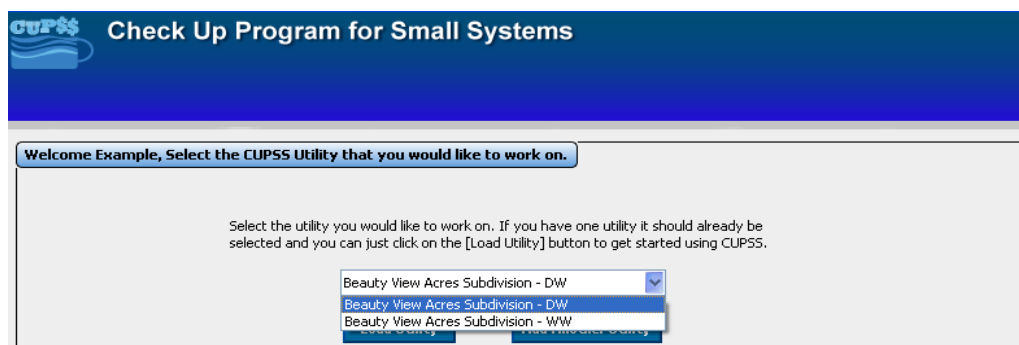 CUP$$
Check Up Program for Small Systems
Welcome Example, Select the CUPSS Utility that you would like to work on.
Select the utility you would like to work on. If you have one utility it should already be
selected and you can just click on the [Load Utility] button to get started using CUPSS.
Beauty View Acres Subdivision - DW
Beauty View Acres Subdivision - DW
Beauty View Acres Subdivision - WW